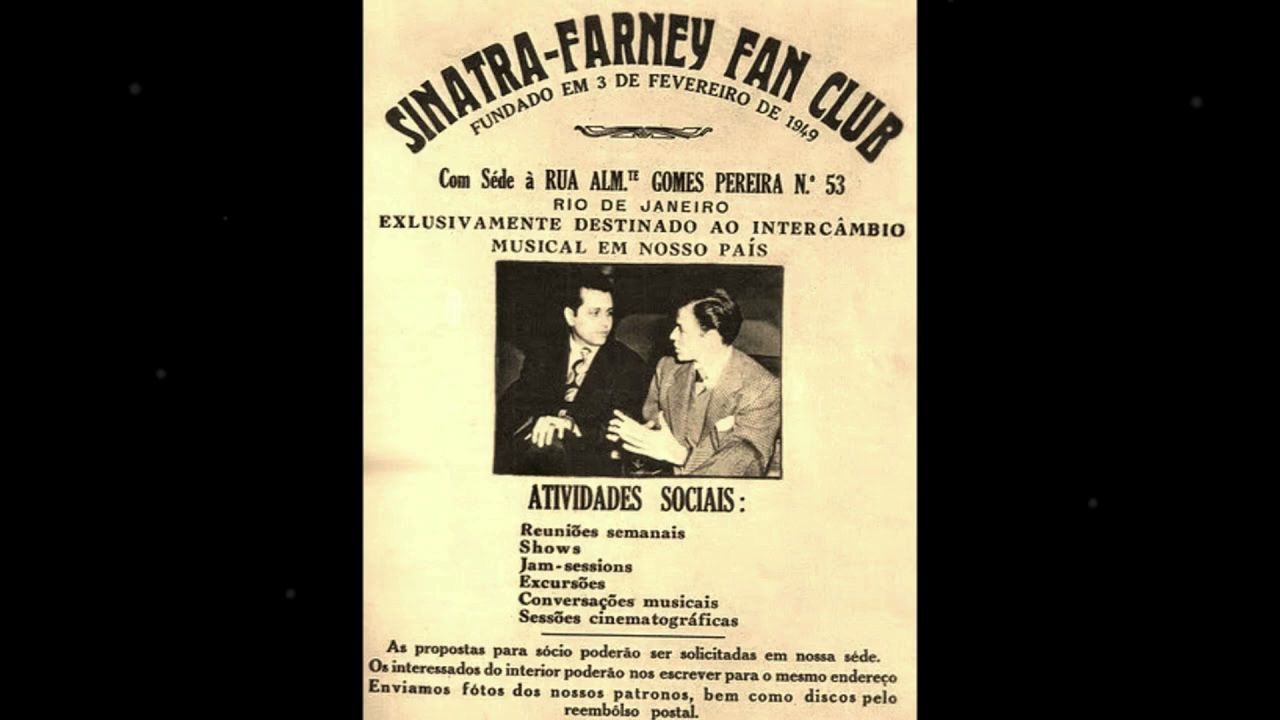 SINATRA-FARNEY FAN CLUB
FUNDADO EM 3 DE FEVEREIRO DE 1949
Com Séde à RUA ALM.TE GOMES PEREIRA N.º 53
RIO DE JANEIRO
EXLUSIVAMENTE DESTINADO AO INTERCÂMBIO
MUSICAL EM NOSSO PAÍS
ATIVIDADES SOCIAIS:
Reuniões semanais
Shows
Jam-sessions
Excursões
Conversações musicais
Sessões cinematográficas
As propostas para sócio poderão ser solicitadas em nossa séde.
Os interessados do interior poderão nos escrever para o mesmo endereço
Enviamos fótos dos nossos patronos, bem como discos pelo
reembôlso postal.